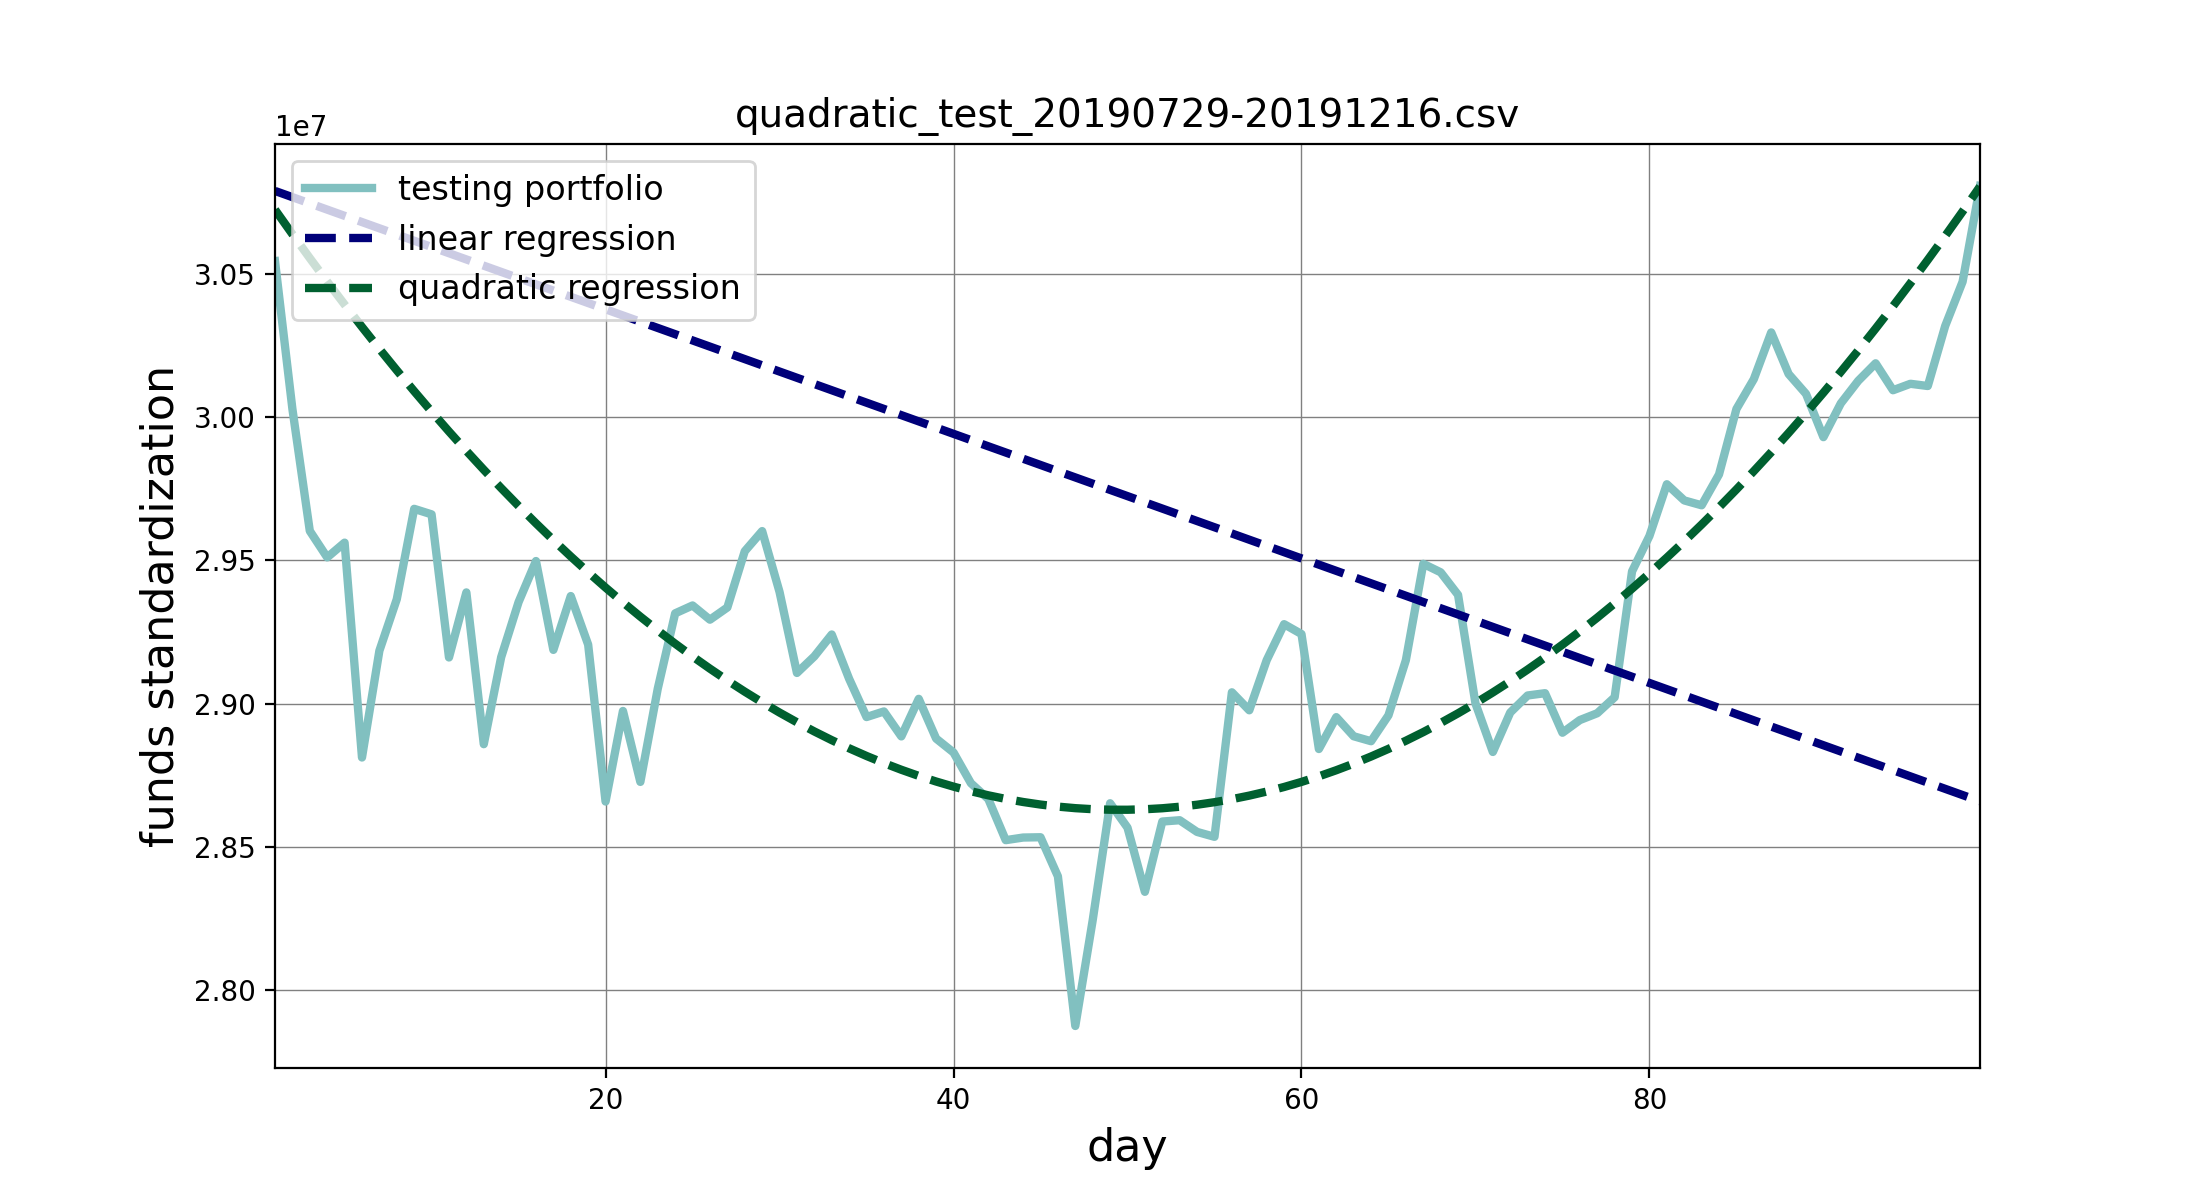 quadratic_test_20190729-20191216.csv
1e7
testing portfolio
linear regression
quadratic regression
3.05
3.00
2.95
2.90
2.85
2.80
funds standardization
20 40 60 80
day